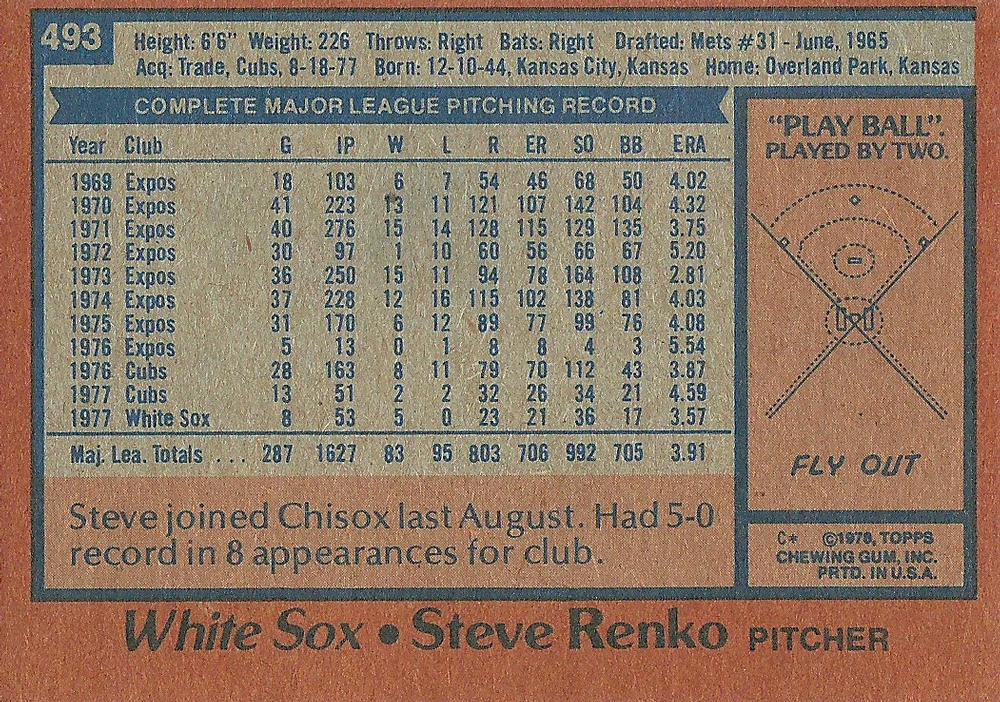 493
Height: 6'6" Weight: 226 Throws: Right Bats: Right Drafted: Mets #31 - June, 1965
Acq: Trade, Cubs, 8-18-77 Born: 12-10-44, Kansas City, Kansas Home: Overland Park, Kansas
COMPLETE MAJOR LEAGUE PITCHING RECORD
Year Club G IP W L R ER SO BB ERA
1969 Expos 18 103 6 7 54 46 68 50 4.02
1970 Expos 41 223 13 11 121 107 142 104 4.32
1971 Expos 40 276 15 14 128 115 129 135 3.75
1972 Expos 30 97 1 10 60 56 66 67 5.20
1973 Expos 36 250 15 11 94 78 164 108 2.81
1974 Expos 37 228 12 16 115 102 138 81 4.03
1975 Expos 31 170 6 12 89 77 99 76 4.08
1976 Expos 5 13 0 1 8 8 4 3 5.54
1976 Cubs 28 163 8 11 79 70 112 43 3.87
1977 Cubs 13 51 2 2 32 26 34 21 4.59
1977 White Sox 8 53 5 0 23 21 36 17 3.57
Maj. Lea. Totals ... 287 1627 83 95 803 706 992 705 3.91
Steve joined Chisox last August. Had 5-0
record in 8 appearances for club.
"PLAY BALL".
PLAYED BY TWO.
FLY OUT
C* ©1978, TOPPS
CHEWING GUM, INC.
PRTD. IN U.S.A.
White Sox • Steve Renko PITCHER